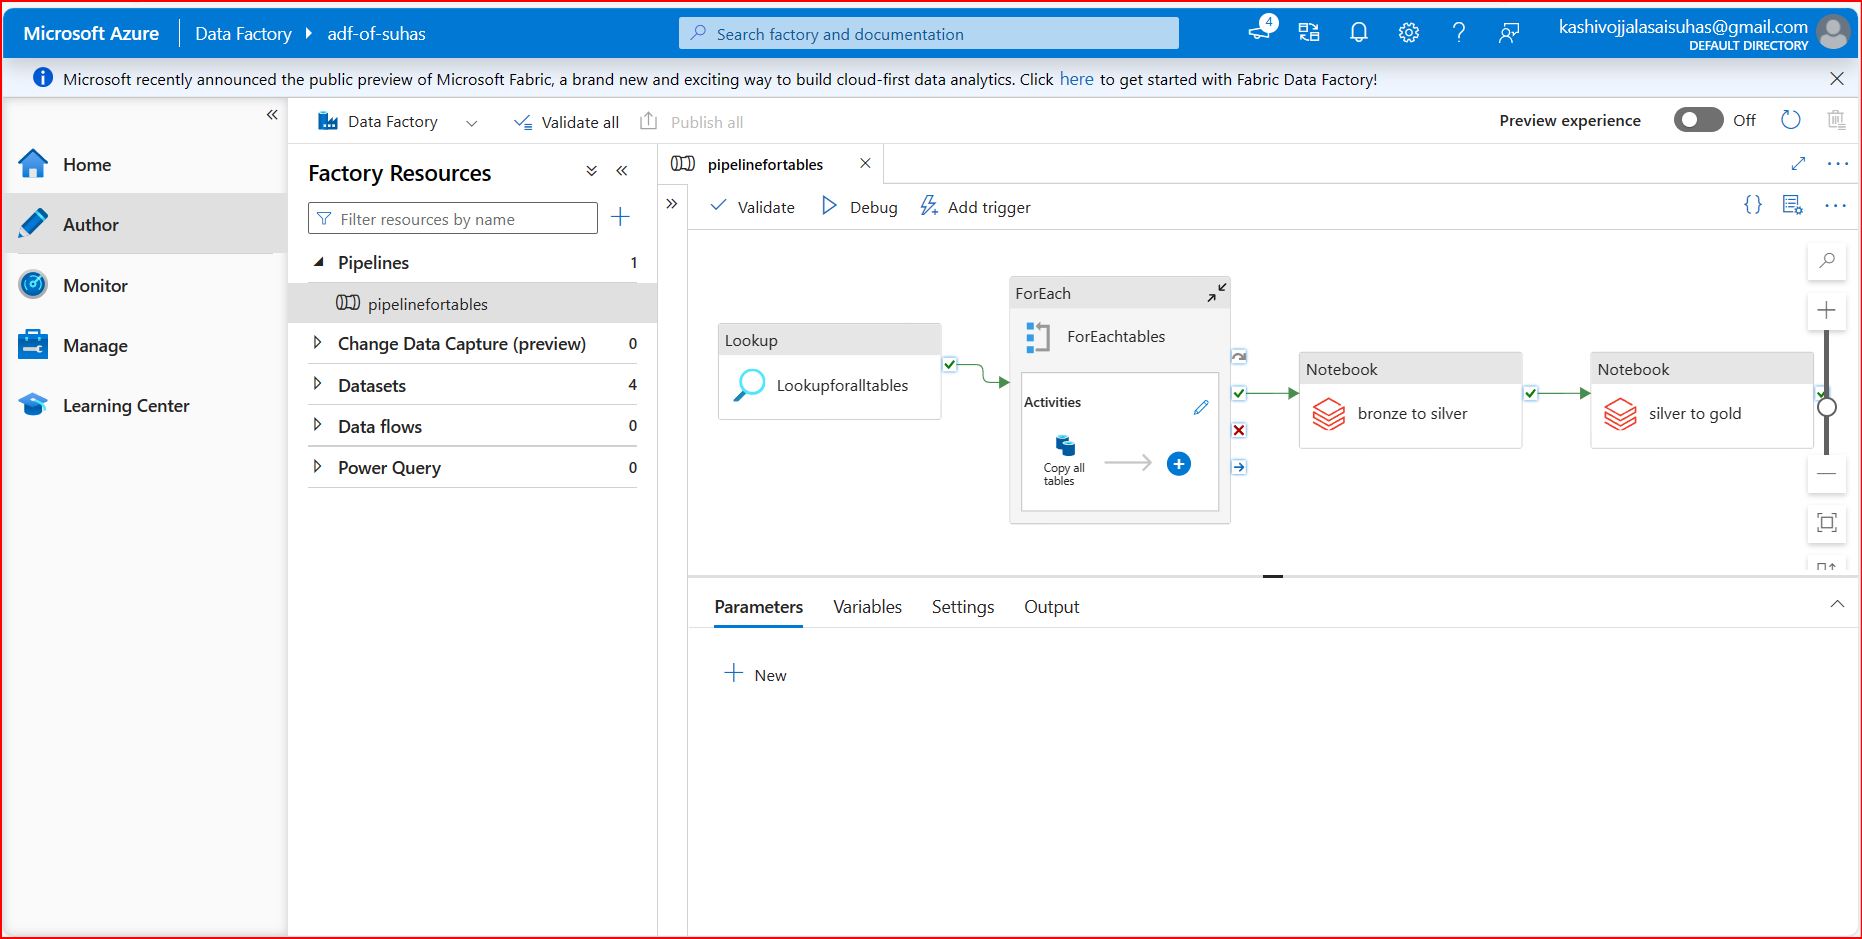 Microsoft Azure
Data Factory
adf-of-suhas
Search factory and documentation
4
kashivojjalasaisuhas@gmail.com
DEFAULT DIRECTORY
Microsoft recently announced the public preview of Microsoft Fabric, a brand new and exciting way to build cloud-first data analytics. Click here to get started with Fabric Data Factory!
Home
Author
Monitor
Manage
Learning Center
Data Factory
Validate all
Publish all
Preview experience
Off
Factory Resources
Filter resources by name
Pipelines 1
pipelinefortables
Change Data Capture (preview) 0
Datasets 4
Data flows 0
Power Query 0
pipelinefortables
Validate
Debug
Add trigger
Lookup
Lookupforalltables
ForEach
ForEachtables
Activities
Copy all
tables
Notebook
bronze to silver
Notebook
silver to gold
Parameters
Variables
Settings
Output
New